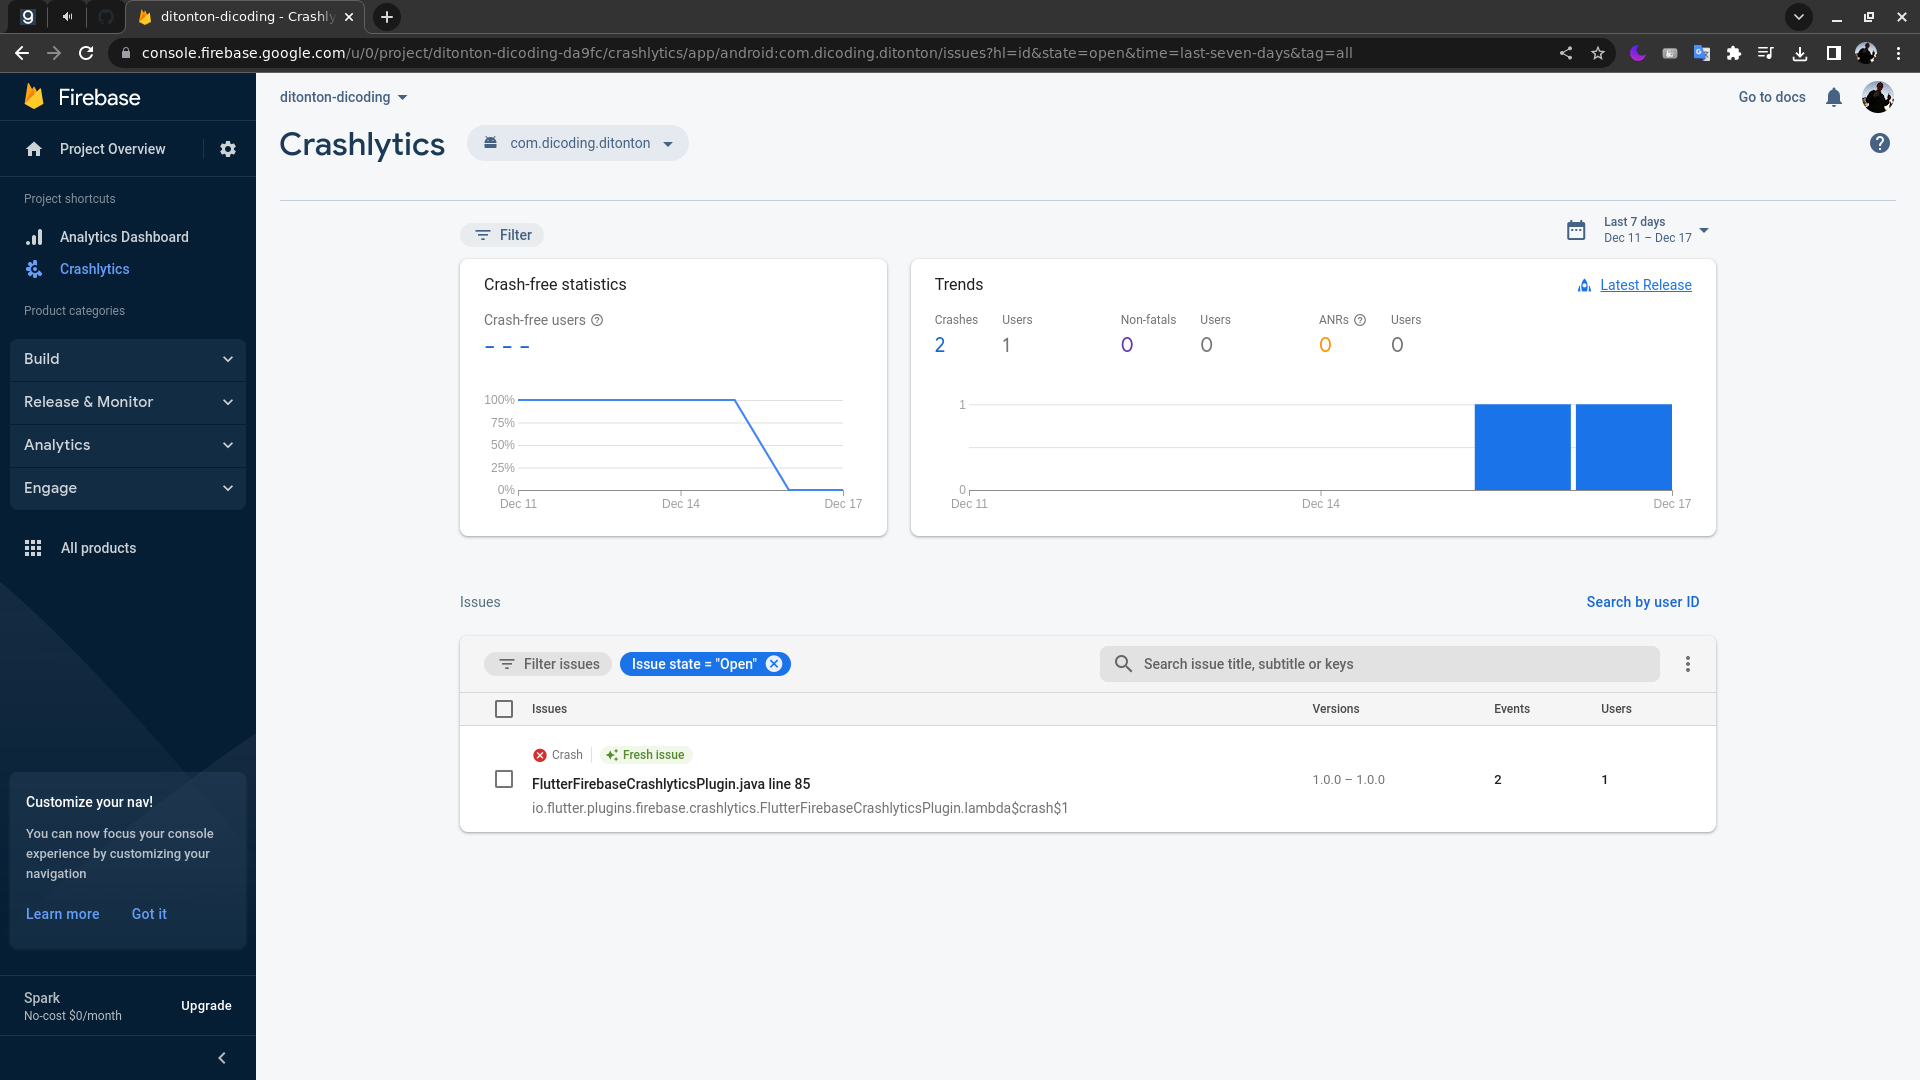 ditonton-dicoding - Crashly
console.firebase.google.com/u/0/project/ditonton-dicoding-da9fc/crashlytics/app/android:com.dicoding.ditonton/issues?hl=id&state=open&time=last-seven-days&tag=all
Firebase
ditonton-dicoding
Go to docs
Crashlytics
com.dicoding.ditonton
Project Overview
Project shortcuts
Analytics Dashboard
Crashlytics
Product categories
Build
Release & Monitor
Analytics
Engage
All products
Customize your nav!
You can now focus your console
experience by customizing your
navigation
Learn more Got it
Spark
No-cost $0/month
Upgrade
Filter
Last 7 days
Dec 11 – Dec 17
Crash-free statistics
Crash-free users
– – –
100%
75%
50%
25%
0%
Dec 11 Dec 14 Dec 17
Trends
Latest Release
Crashes Users Non-fatals Users ANRs Users
2 1 0 0 0 0
1
0
Dec 11 Dec 14 Dec 17
Issues
Search by user ID
Filter issues Issue state = "Open" Search issue title, subtitle or keys
Issues Versions Events Users
Crash Fresh issue
FlutterFirebaseCrashlyticsPlugin.java line 85
io.flutter.plugins.firebase.crashlytics.FlutterFirebaseCrashlyticsPlugin.lambda$crash$1
1.0.0 – 1.0.0 2 1